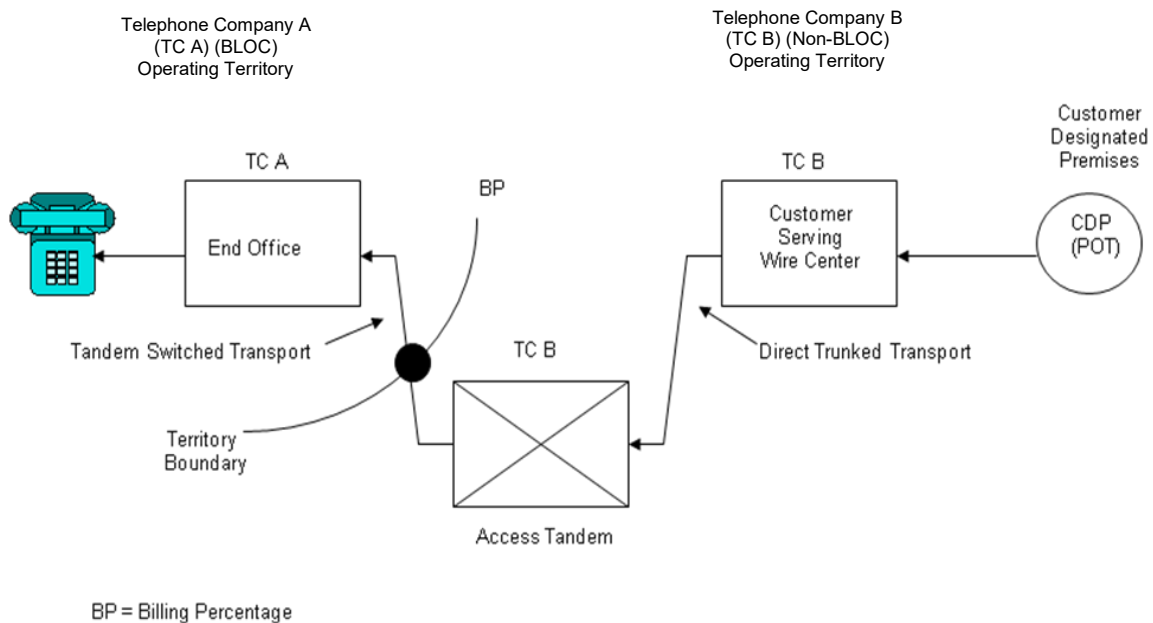 Telephone Company A
(TC A) (BLOC)
Operating Territory
Telephone Company B
(TC B) (Non-BLOC)
Operating Territory
Customer
Designated
Premises
TC A
BP
TC B
End Office
Customer
Serving
Wire Center
CDP
(POT)
Tandem Switched Transport
TC B
Direct Trunked Transport
Territory
Boundary
Access Tandem
BP = Billing Percentage